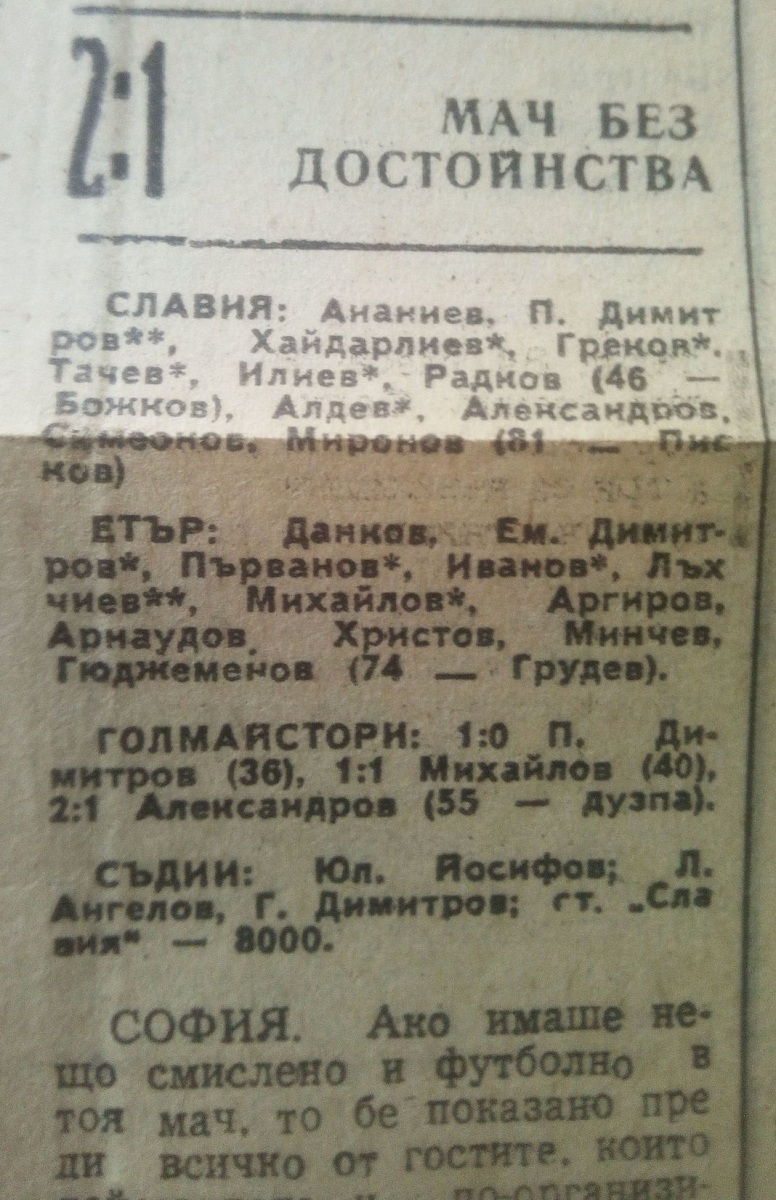 2:1
МАЧ БЕЗ
ДОСТОЙНСТВА
СЛАВИЯ: Ананиев, П. Димит
ров**, Хайдарлиев*, Греков*,
Тачев*, Илиев*, Радков (46 —
Божков), Алдев*, Александров,
Симеонов, Миронов (81 — Пис
ков)
ЕТЪР: Данков, Ем. Димит-
ров*, Първанов*, Иванов*, Лъх
чиев**, Михайлов*, Аргиров,
Арнаудов, Христов, Минчев,
Гюджеменов (74 — Грудев).
ГОЛМАЙСТОРИ: 1:0 П. Ди-
митров (36), 1:1 Михайлов (40),
2:1 Александров (55 — дузпа).
СЪДИИ: Юл. Йосифов; Л.
Ангелов, Г. Димитров; ст. „Сла
вия" — 8000.
СОФИЯ. Ако имаше не-
що смислено и футболно в
тоя мач, то бе показано пре
ди всичко от гостите, които
по-организи-